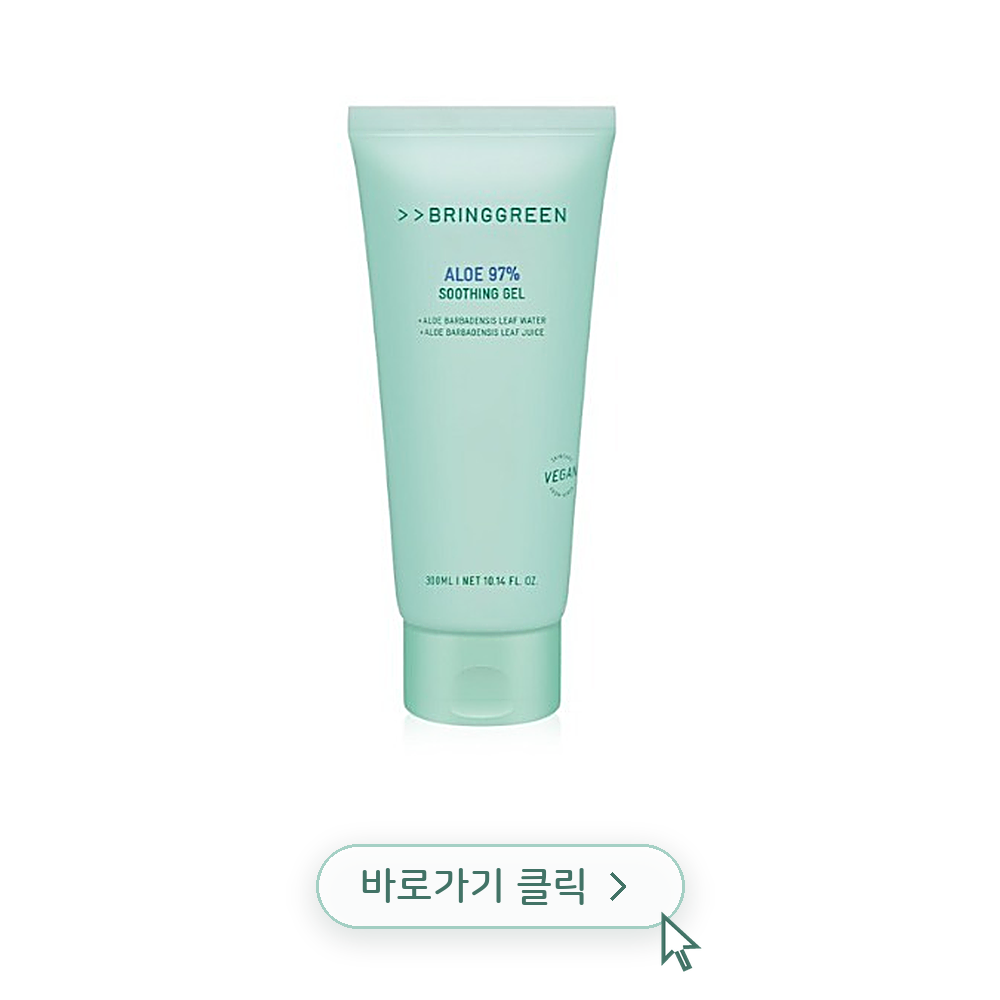 >>BRINGGREEN
ALOE 97%
SOOTHING GEL
+ALOE BARBADENSIS LEAF WATER
+ALOE BARBADENSIS LEAF JUICE
VEGAN
300ML | NET 10.14 FL. OZ.
바로가기 클릭 >